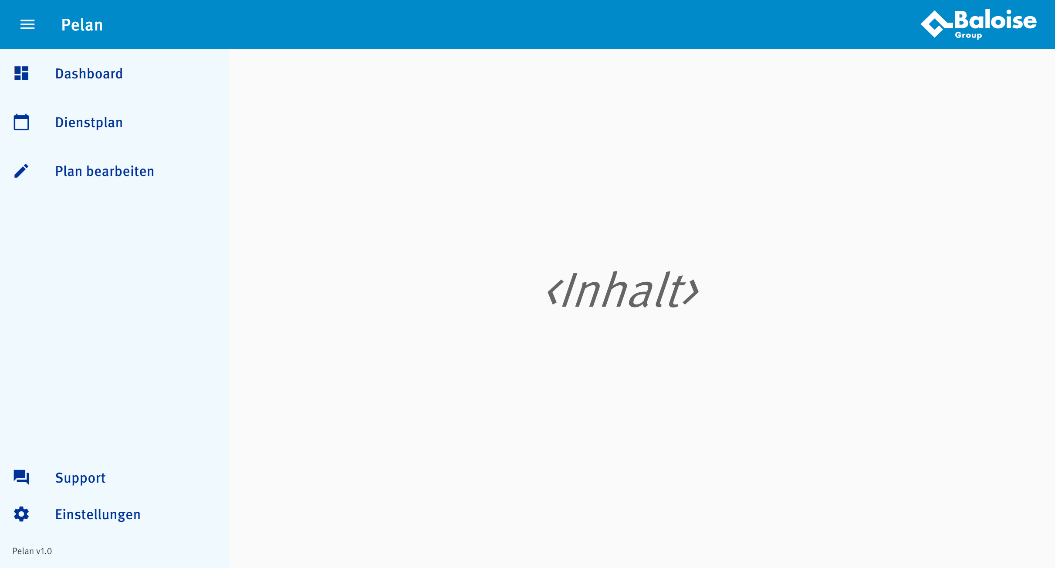 Pelan
Baloise
Group
Dashboard
Dienstplan
Plan bearbeiten
<Inhalt>
Support
Einstellungen
Pelan v1.0